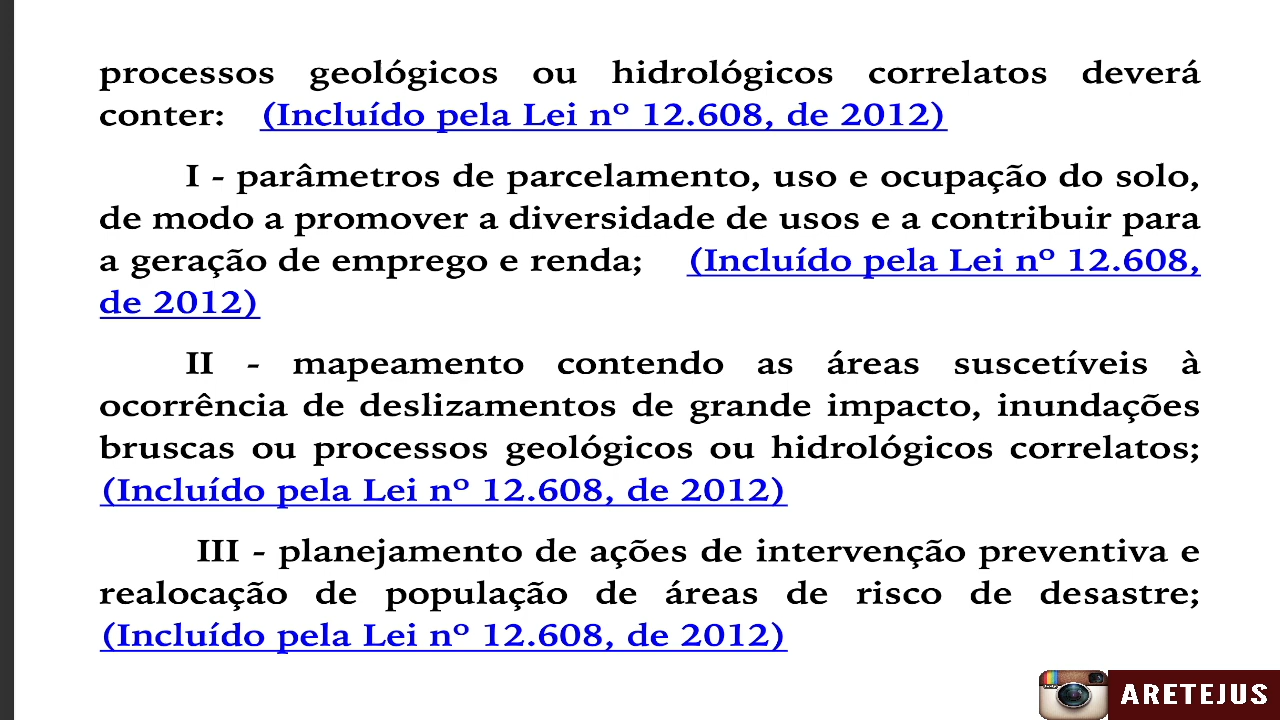 processos geológicos ou hidrológicos correlatos deverá
conter: (Incluído pela Lei nº 12.608, de 2012)
I - parâmetros de parcelamento, uso e ocupação do solo,
de modo a promover a diversidade de usos e a contribuir para
a geração de emprego e renda; (Incluído pela Lei nº 12.608,
de 2012)
II - mapeamento contendo as áreas suscetíveis à
ocorrência de deslizamentos de grande impacto, inundações
bruscas ou processos geológicos ou hidrológicos correlatos;
(Incluído pela Lei nº 12.608, de 2012)
III - planejamento de ações de intervenção preventiva e
realocação de população de áreas de risco de desastre;
(Incluído pela Lei nº 12.608, de 2012)
ARETEJUS